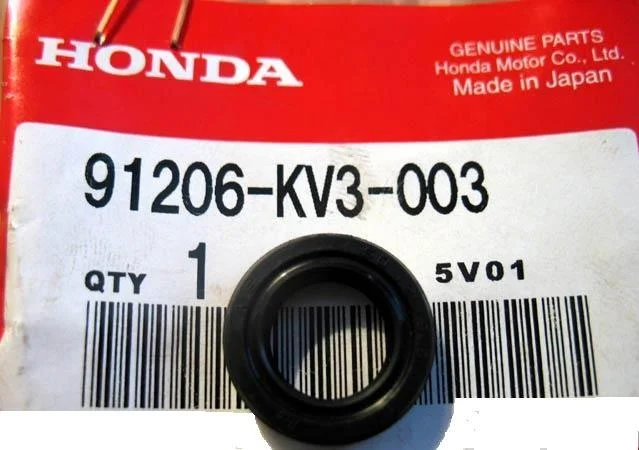 HONDA
GENUINE PARTS
Honda Motor Co., Ltd.
Made in Japan
91206-KV3-003
QTY 1
5V01